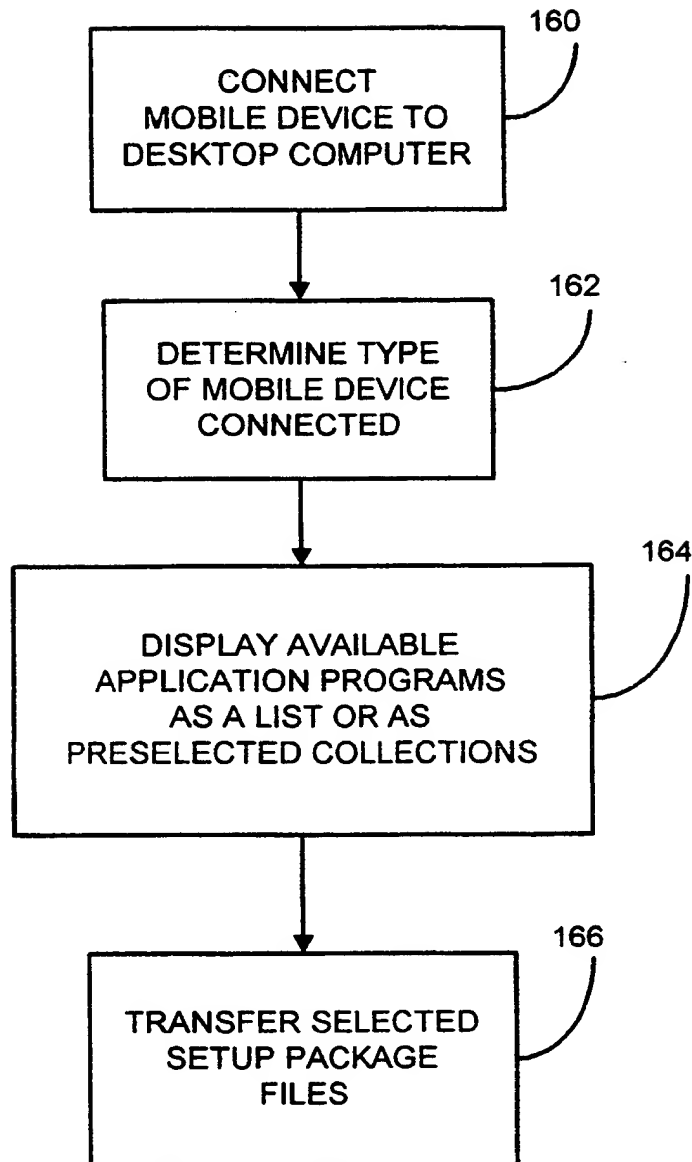 160
CONNECT
MOBILE DEVICE TO
DESKTOP COMPUTER
162
DETERMINE TYPE
OF MOBILE DEVICE
CONNECTED
164
DISPLAY AVAILABLE
APPLICATION PROGRAMS
AS A LIST OR AS
PRESELECTED COLLECTIONS
166
TRANSFER SELECTED
SETUP PACKAGE
FILES